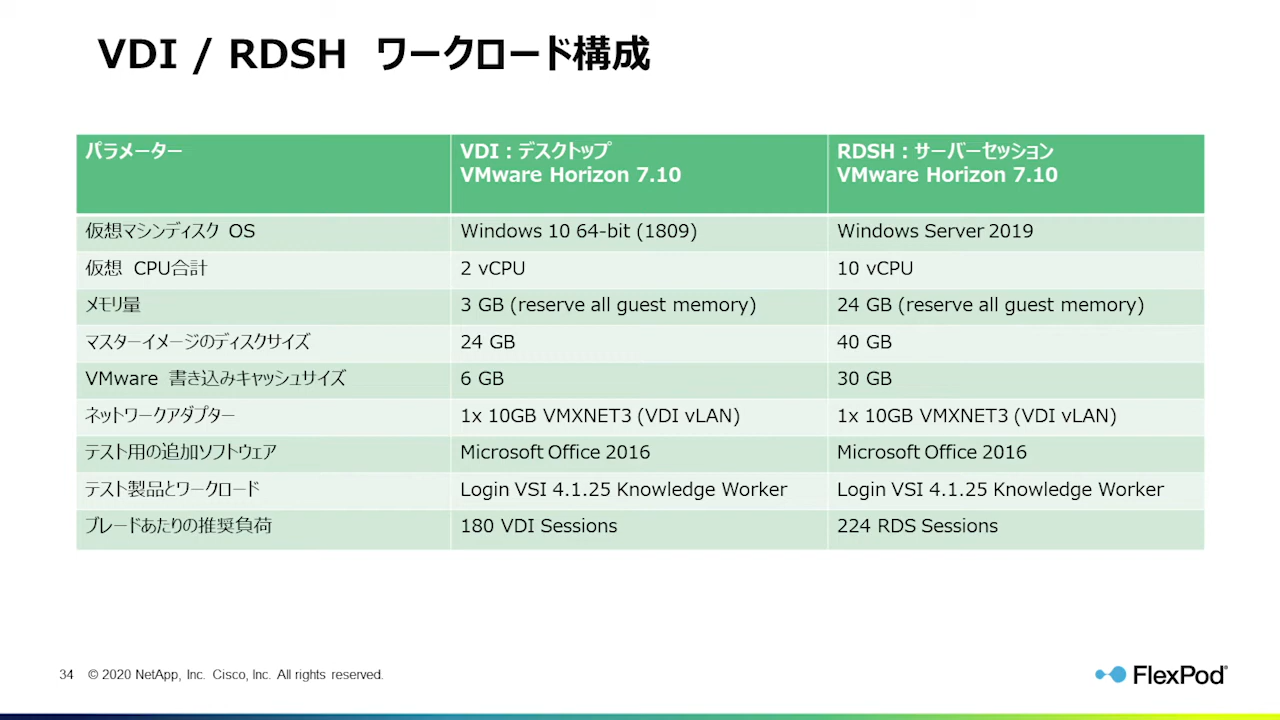 VDI / RDSH ワークロード構成
パラメーター
VDI：デスクトップ
VMware Horizon 7.10
RDSH：サーバーセッション
VMware Horizon 7.10
仮想マシンディスク OS
Windows 10 64-bit (1809)
Windows Server 2019
仮想 CPU合計
2 vCPU
10 vCPU
メモリ量
3 GB (reserve all guest memory)
24 GB (reserve all guest memory)
マスターイメージのディスクサイズ
24 GB
40 GB
VMware 書き込みキャッシュサイズ
6 GB
30 GB
ネットワークアダプター
1x 10GB VMXNET3 (VDI vLAN)
1x 10GB VMXNET3 (VDI vLAN)
テスト用の追加ソフトウェア
Microsoft Office 2016
Microsoft Office 2016
テスト製品とワークロード
Login VSI 4.1.25 Knowledge Worker
Login VSI 4.1.25 Knowledge Worker
ブレードあたりの推奨負荷
180 VDI Sessions
224 RDS Sessions
34 © 2020 NetApp, Inc. Cisco, Inc. All rights reserved.
FlexPod